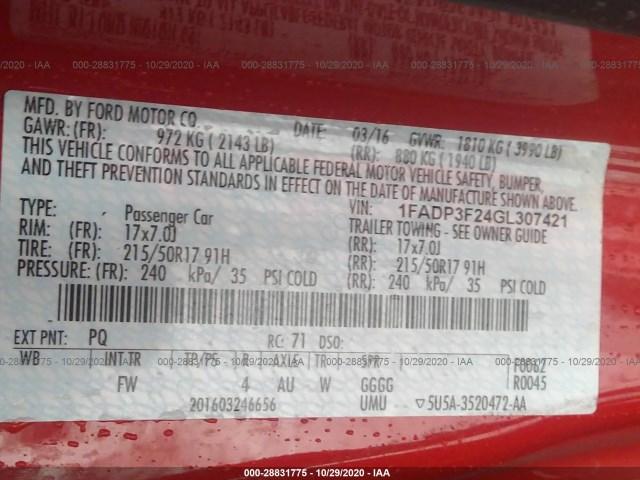 000-28831775 - 10/29/2020 - IAA
MFD. BY FORD MOTOR CO.
DATE: 03/16 GVWR: 1810 KG ( 3990 LB)
GAWR: (FR): 972 KG ( 2143 LB) (RR): 880 KG ( 1940 LB)
THIS VEHICLE CONFORMS TO ALL APPLICABLE FEDERAL MOTOR VEHICLE SAFETY, BUMPER,
AND THEFT PREVENTION STANDARDS IN EFFECT ON THE DATE OF MANUFACTURE SHOWN ABOVE.
VIN: 1FADP3F24GL307421
TYPE: Passenger Car TRAILER TOWING - SEE OWNER GUIDE
RIM: (FR): 17x7.0J (RR): 17x7.0J
TIRE: (FR): 215/50R17 91H (RR): 215/50R17 91H
PRESSURE: (FR): 240 kPa/ 35 PSI COLD (RR): 240 kPa/ 35 PSI COLD
EXT PNT: PQ RC: 71 DSO:
WB INT TR TP/PS R AXLE TR SPR F0062
FW 4 AU W GGGG R0045
201603246656 UMU 5U5A-3520472-AA
000-28831775 - 10/29/2020 - IAA
000-28831775 - 10/29/2020 - IAA